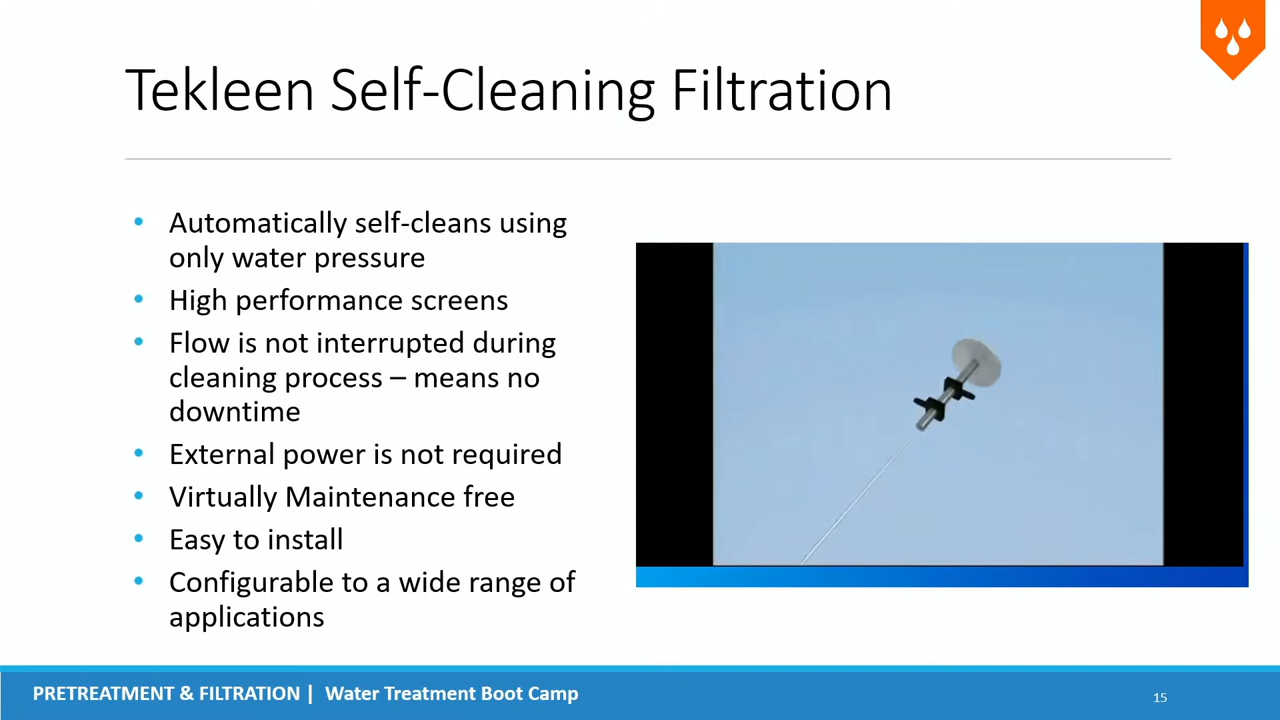 Tekleen Self-Cleaning Filtration
• Automatically self-cleans using
only water pressure
• High performance screens
• Flow is not interrupted during
cleaning process – means no
downtime
• External power is not required
• Virtually Maintenance free
• Easy to install
• Configurable to a wide range of
applications
PRETREATMENT & FILTRATION | Water Treatment Boot Camp
15